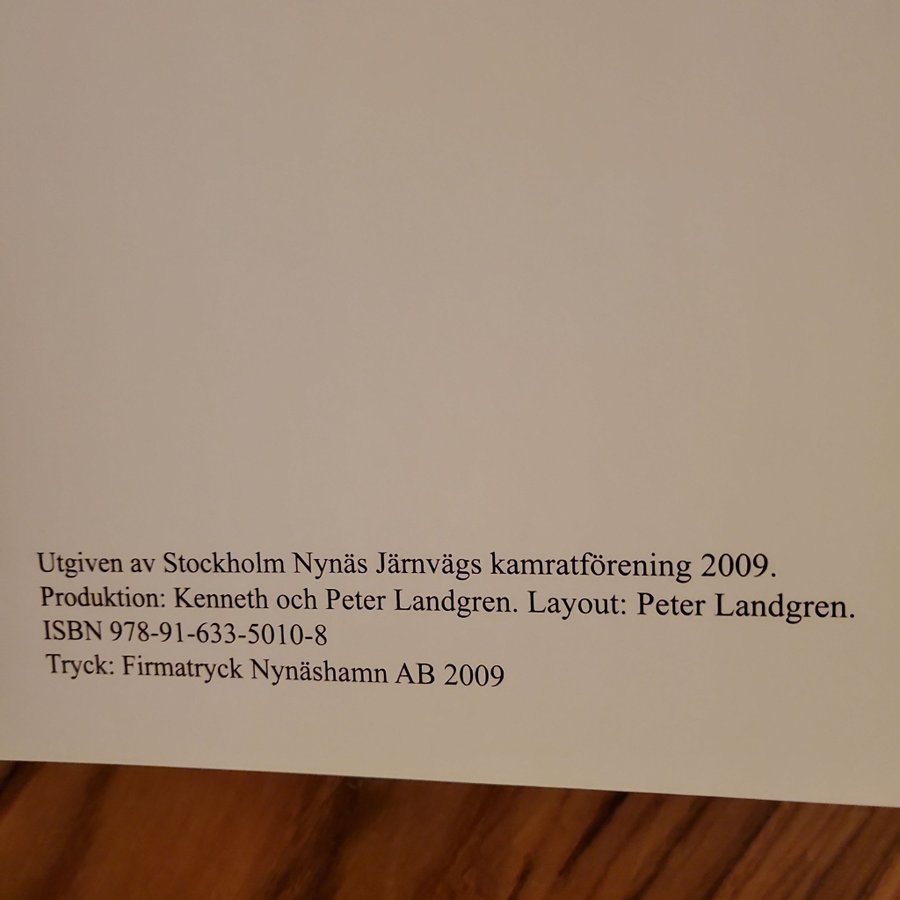 Utgiven av Stockholm Nynäs Järnvägs kamratförening 2009.
Produktion: Kenneth och Peter Landgren. Layout: Peter Landgren.
ISBN 978-91-633-5010-8
Tryck: Firmatryck Nynäshamn AB 2009